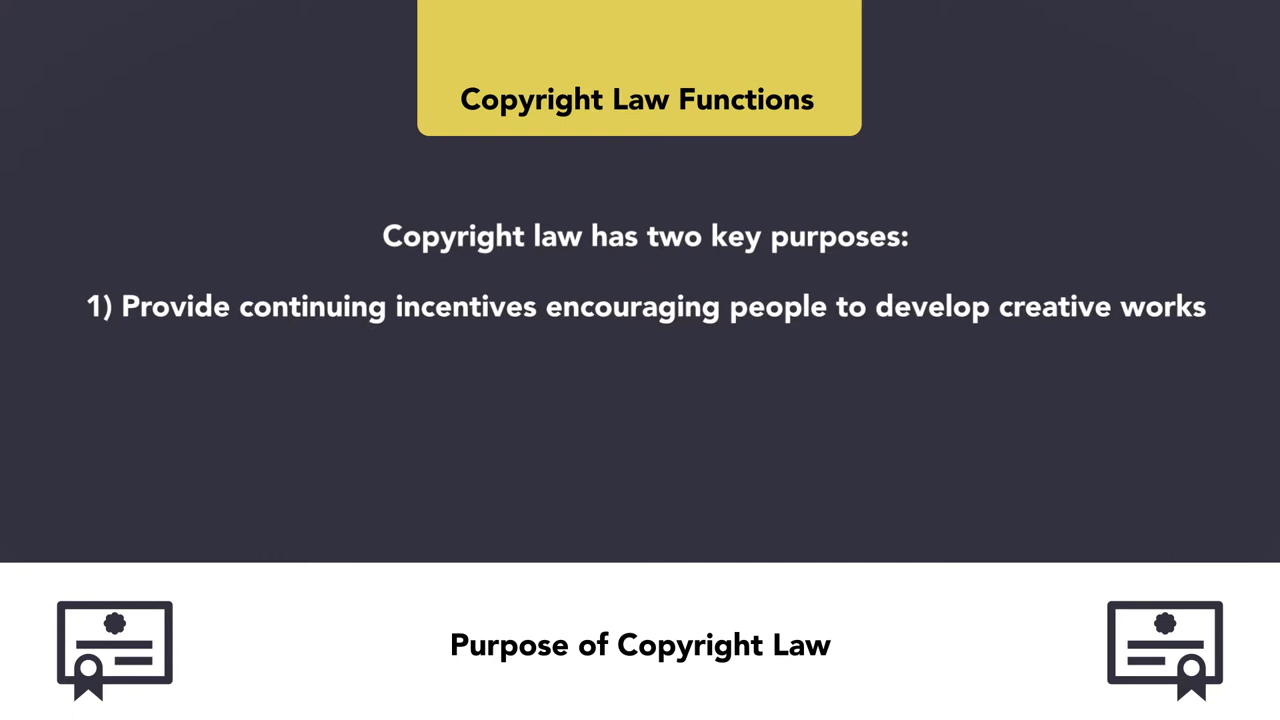 Copyright Law Functions
Copyright law has two key purposes:
1) Provide continuing incentives encouraging people to develop creative works
Purpose of Copyright Law